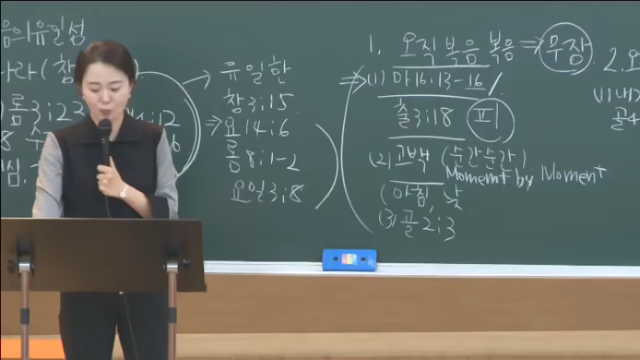 음의유일성
3:23
4:12
유일한
창3:15
요14:6
롬8:1-2
요일3:8
1. 오직복음 복음 ⇒ 무장
(1) 마16:13-16
출3:18 피
(2) 고백 (순간순간)
Moment by Moment
(아침, 낮
(3) 골2:3
2.